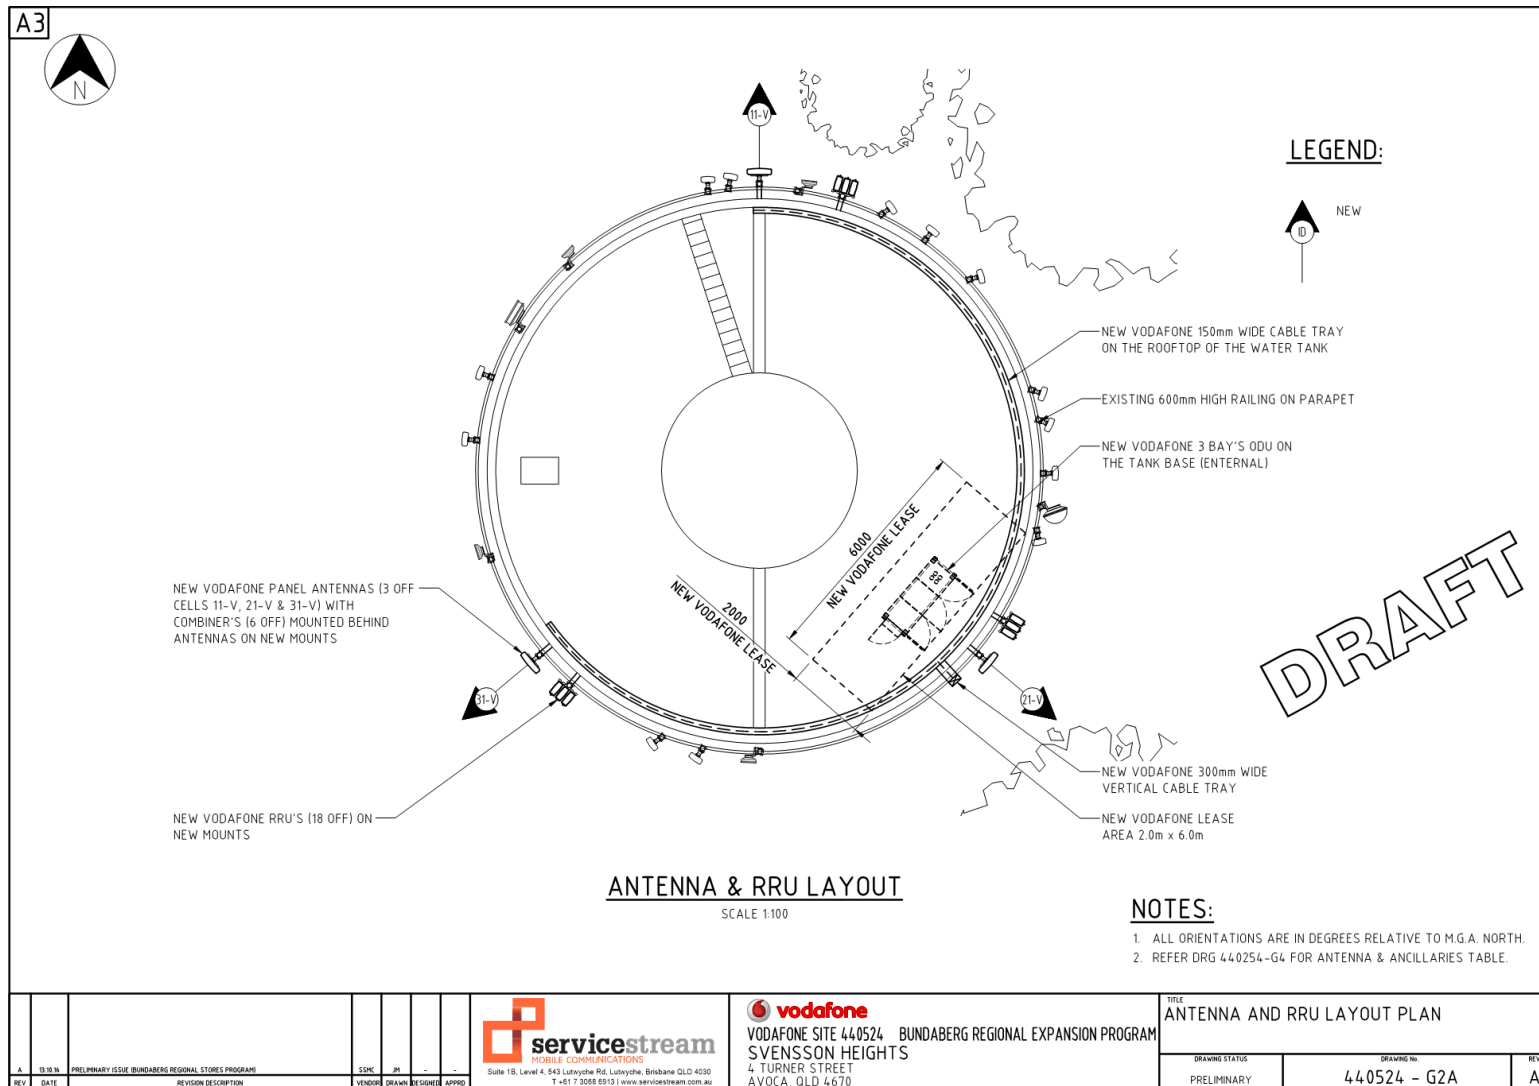 A3
N
11-V
LEGEND:
NEW
ID
NEW VODAFONE 150mm WIDE CABLE TRAY
ON THE ROOFTOP OF THE WATER TANK
EXISTING 600mm HIGH RAILING ON PARAPET
NEW VODAFONE 3 BAY'S ODU ON
THE TANK BASE (EXTERNAL)
6000
NEW VODAFONE LEASE
2000
NEW VODAFONE LEASE
DRAFT
NEW VODAFONE PANEL ANTENNAS (3 OFF
CELLS 11-V, 21-V & 31-V) WITH
COMBINER'S (6 OFF) MOUNTED BEHIND
ANTENNAS ON NEW MOUNTS
31-V
21-V
NEW VODAFONE 300mm WIDE
VERTICAL CABLE TRAY
NEW VODAFONE RRU'S (18 OFF) ON
NEW MOUNTS
NEW VODAFONE LEASE
AREA 2.0m x 6.0m
ANTENNA & RRU LAYOUT
SCALE 1:100
NOTES:
1. ALL ORIENTATIONS ARE IN DEGREES RELATIVE TO M.G.A. NORTH.
2. REFER DRG 440254-G4 FOR ANTENNA & ANCILLARIES TABLE.
A 13.10.16 PRELIMINARY ISSUE (BUNDABERG REGIONAL STORES PROGRAM) SSMC JM - -
REV DATE REVISION DESCRIPTION VENDOR DRAWN DESIGNED APPRD
servicestream
MOBILE COMMUNICATIONS
Suite 1B, Level 4, 543 Lutwyche Rd, Lutwyche, Brisbane QLD 4030
T +61 7 3068 6913 | www.servicestream.com.au
vodafone
VODAFONE SITE 440524 BUNDABERG REGIONAL EXPANSION PROGRAM
SVENSSON HEIGHTS
4 TURNER STREET
AVOCA, QLD 4670
TITLE
ANTENNA AND RRU LAYOUT PLAN
DRAWING STATUS DRAWING No. REV
PRELIMINARY 440524 - G2A A